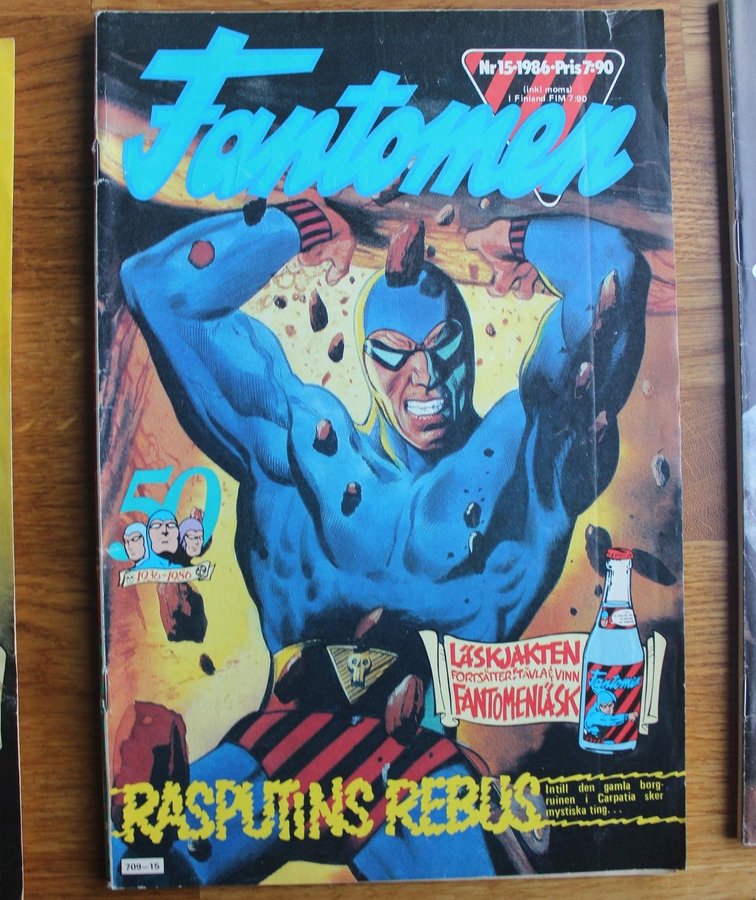 Nr 15•1986•Pris 7:90
(inkl moms)
I Finland FIM 7:90
Fantomen
50
1936-1986
LÄSKJAKTEN
FORTSÄTTER! TÄVLA & VINN
FANTOMENLÄSK
Fantomen
RASPUTINS REBUS
Intill den gamla borg-
ruinen i Carpatia sker
mystiska ting...
709-15